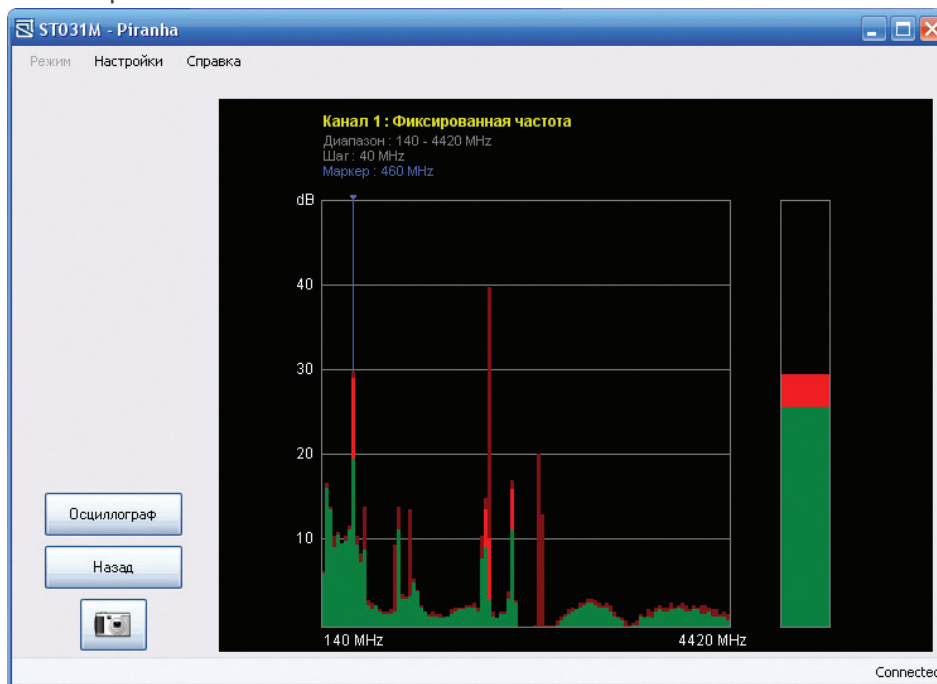 ST031M - Piranha
Режим Настройки Справка
Канал 1 : Фиксированная частота
Диапазон : 140 - 4420 MHz
Шаг : 40 MHz
Маркер : 460 MHz
dB
40
30
20
10
140 MHz 4420 MHz
Осциллограф
Назад
Connected